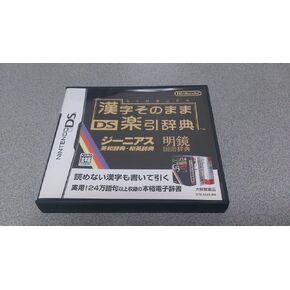 NINTENDO DS
Nintendo
漢字そのまま
DS 楽引辞典
ジーニアス
英和辞典・和英辞典
明鏡
国語辞典
読めない漢字も書いて引く
実用!24万語句以上収録の本格電子辞書